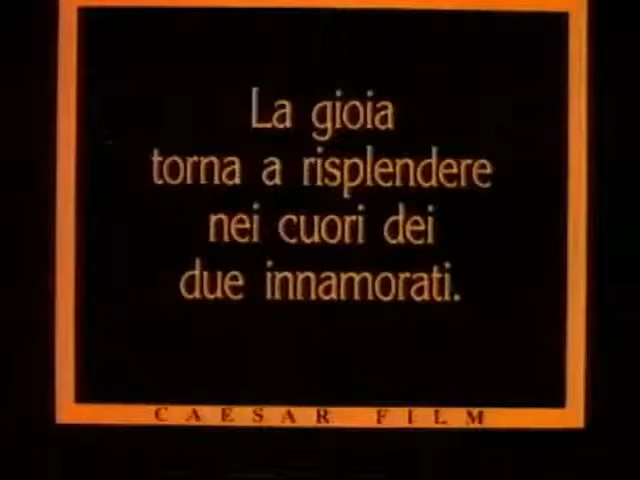 La gioia
torna a risplendere
nei cuori dei
due innamorati.
CAESAR FILM